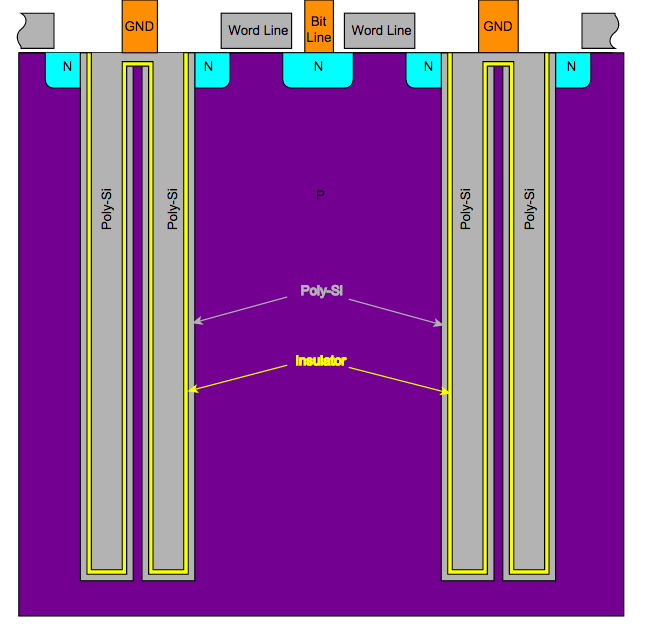 GND
Word Line
Bit
Line
Word Line
GND
N
N
N
N
N
Poly-Si
Poly-Si
P
Poly-Si
Poly-Si
Poly-Si
Insulator